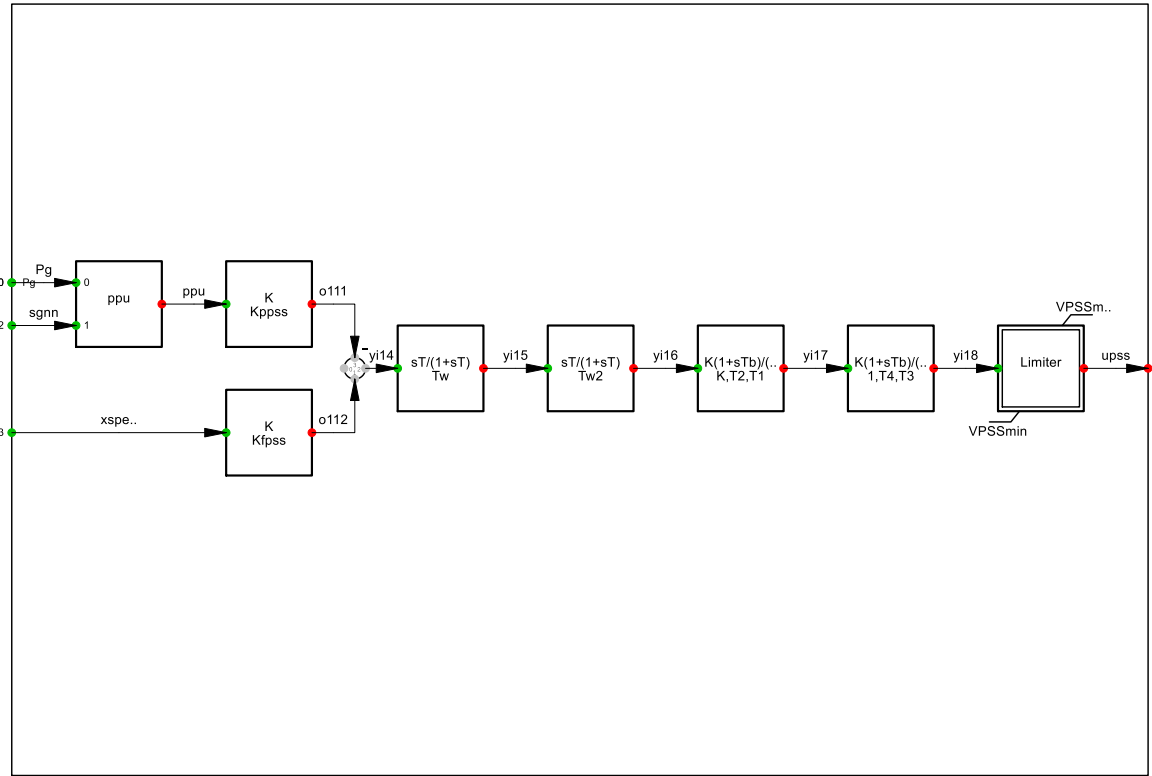 Pg
0
Pg
0
sgnn
2
1
ppu
ppu
K
Kppss
o111
-
xspe..
3
K
Kfpss
o112
yi14
sT/(1+sT)
Tw
yi15
sT/(1+sT)
Tw2
yi16
K(1+sTb)/(..
K,T2,T1
yi17
K(1+sTb)/(..
1,T4,T3
yi18
VPSSm..
Limiter
VPSSmin
upss